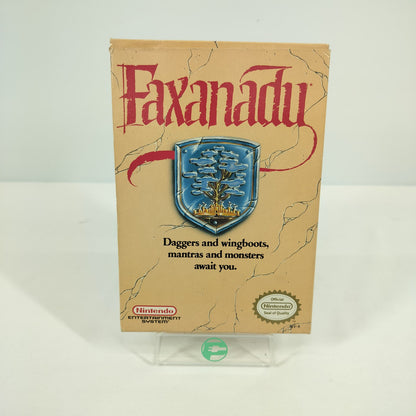 Faxanadu
Daggers and wingboots,
mantras and monsters
await you.
Nintendo
ENTERTAINMENT
SYSTEM
Official
Nintendo
Seal of Quality